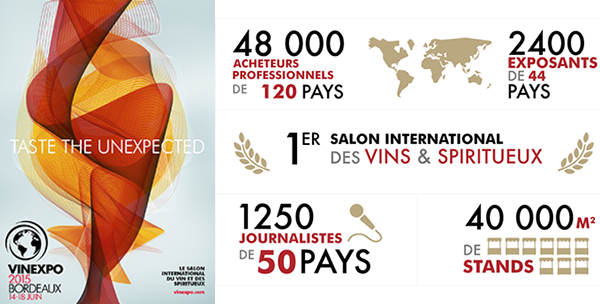 TASTE THE UNEXPECTED
VINEXPO
2015
BORDEAUX
14-18 JUIN
LE SALON
INTERNATIONAL
DU VIN ET DES
SPIRITUEUX
vinexpo.com
48 000
ACHETEURS
PROFESSIONNELS
DE 120 PAYS
2400
EXPOSANTS
DE 44
PAYS
1ER SALON INTERNATIONAL
DES VINS & SPIRITUEUX
1250
JOURNALISTES
DE 50 PAYS
40 000 M²
DE
STANDS